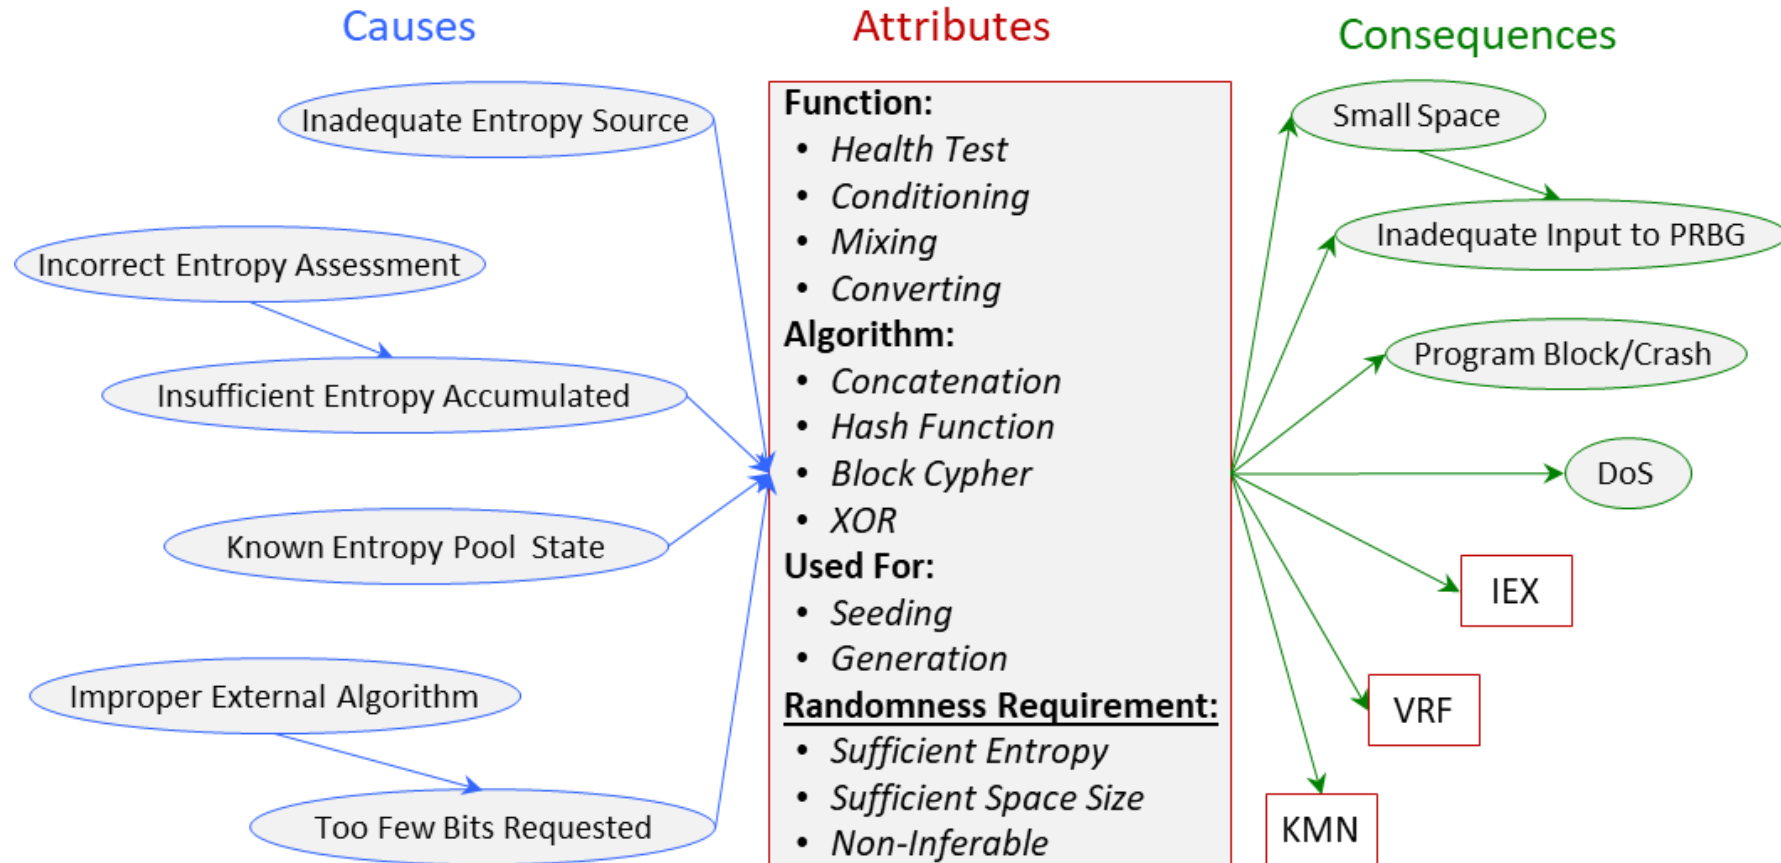 Causes
Attributes
Consequences
Inadequate Entropy Source
Incorrect Entropy Assessment
Insufficient Entropy Accumulated
Known Entropy Pool State
Improper External Algorithm
Too Few Bits Requested
Function:
• Health Test
• Conditioning
• Mixing
• Converting
Algorithm:
• Concatenation
• Hash Function
• Block Cypher
• XOR
Used For:
• Seeding
• Generation
Randomness Requirement:
• Sufficient Entropy
• Sufficient Space Size
• Non-Inferable
Small Space
Inadequate Input to PRBG
Program Block/Crash
DoS
IEX
VRF
KMN